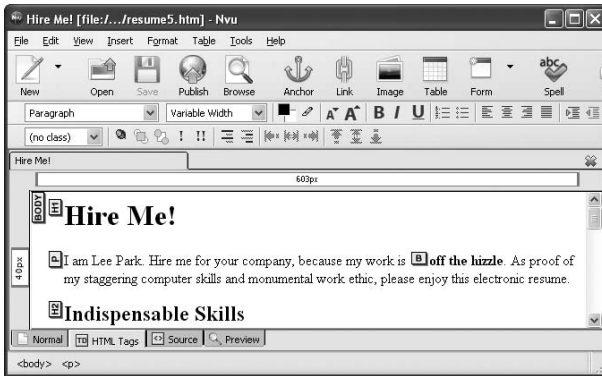 Hire Me! [file:/.../resume5.htm] - Nvu
File Edit View Insert Format Table Tools Help
abc
New Open Save Publish Browse Anchor Link Image Table Form Spell
Paragraph Variable Width A A B I U
(no class) ! !!
Hire Me!
603px
BODY H1 Hire Me!
40px
P I am Lee Park. Hire me for your company, because my work is B off the hizzle. As proof of
my staggering computer skills and monumental work ethic, please enjoy this electronic resume.
H2 Indispensable Skills
Normal TD HTML Tags Source Preview
<body> <p>